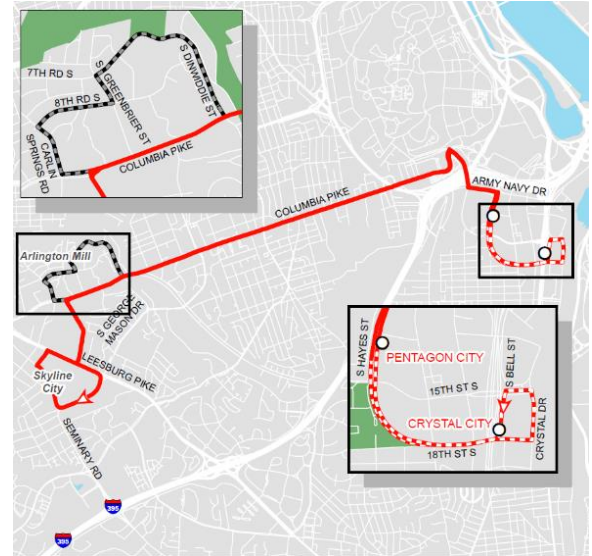 7TH RD S
8TH RD S
S GREENBRIER ST
S DINWIDDIE ST
CARLIN
SPRINGS RD
COLUMBIA PIKE
ARMY NAVY DR
COLUMBIA PIKE
Arlington Mill
S GEORGE
MASON DR
LEESBURG PIKE
Skyline
City
SEMINARY RD
S HAYES ST
PENTAGON CITY
15TH ST S
S BELL ST
CRYSTAL CITY
CRYSTAL DR
18TH ST S
395
395